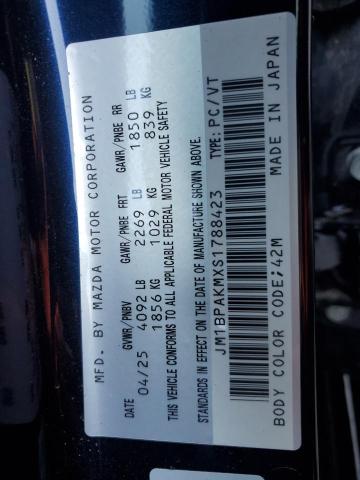 MFD. BY MAZDA MOTOR CORPORATION
DATE GVWR/PNBV GAWR/PNBE FRT GAWR/PNBE RR
04/25 4092 LB 2269 LB 1850 LB
1856 KG 1029 KG 839 KG
THIS VEHICLE CONFORMS TO ALL APPLICABLE FEDERAL MOTOR VEHICLE SAFETY
STANDARDS IN EFFECT ON THE DATE OF MANUFACTURE SHOWN ABOVE.
JM1BPAKMXS1788423 TYPE: PC/VT
BODY COLOR CODE;42M MADE IN JAPAN